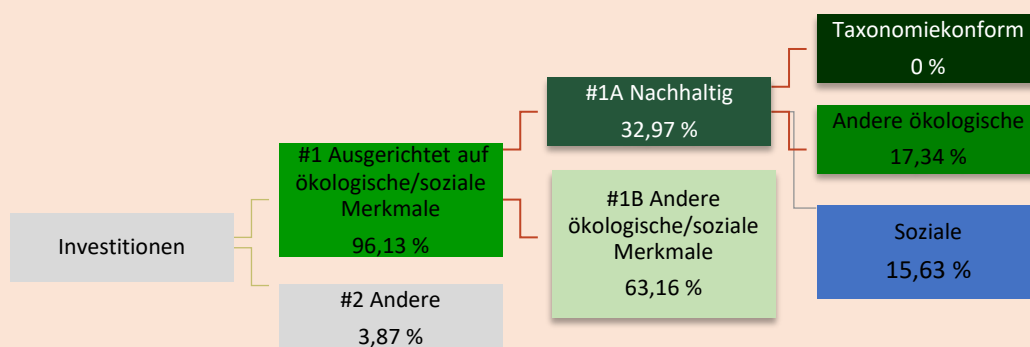 Investitionen
#1 Ausgerichtet auf
ökologische/soziale
Merkmale
96,13 %
#2 Andere
3,87 %
#1A Nachhaltig
32,97 %
#1B Andere
ökologische/soziale
Merkmale
63,16 %
Taxonomiekonform
0 %
Andere ökologische
17,34 %
Soziale
15,63 %